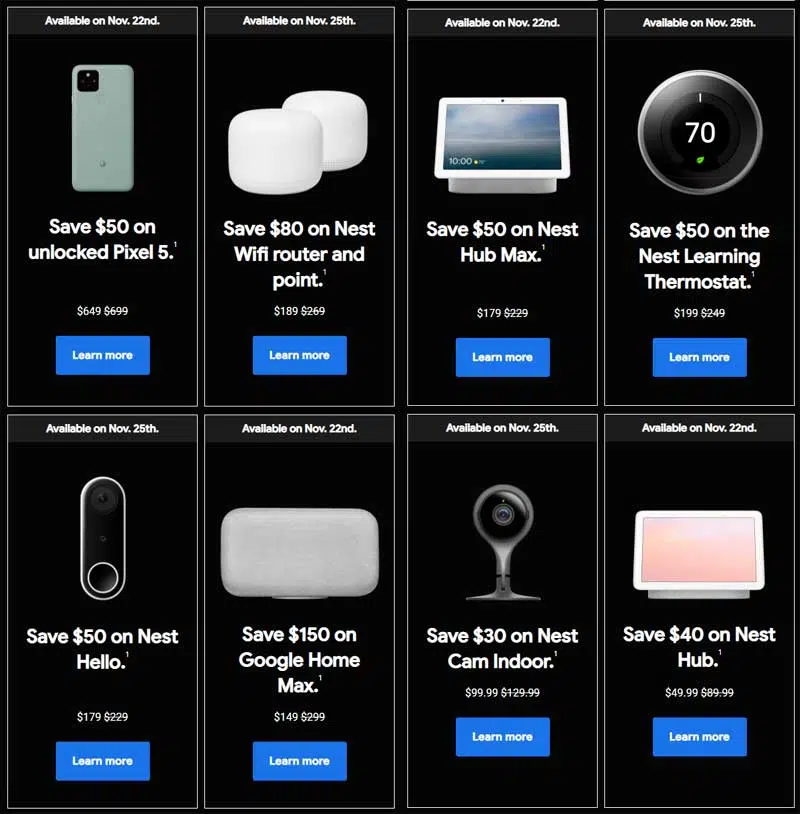 Available on Nov. 22nd.
Save $50 on
unlocked Pixel 5.¹
$649 $699
Learn more
Available on Nov. 25th.
Save $80 on Nest
Wifi router and
point.¹
$189 $269
Learn more
Available on Nov. 22nd.
10:00
Save $50 on Nest
Hub Max.¹
$179 $229
Learn more
Available on Nov. 25th.
70
Save $50 on the
Nest Learning
Thermostat.¹
$199 $249
Learn more
Available on Nov. 25th.
Save $50 on Nest
Hello.¹
$179 $229
Learn more
Available on Nov. 22nd.
Save $150 on
Google Home
Max.¹
$149 $299
Learn more
Available on Nov. 25th.
Save $30 on Nest
Cam Indoor.¹
$99.99 $129.99
Learn more
Available on Nov. 22nd.
Save $40 on Nest
Hub.¹
$49.99 $89.99
Learn more